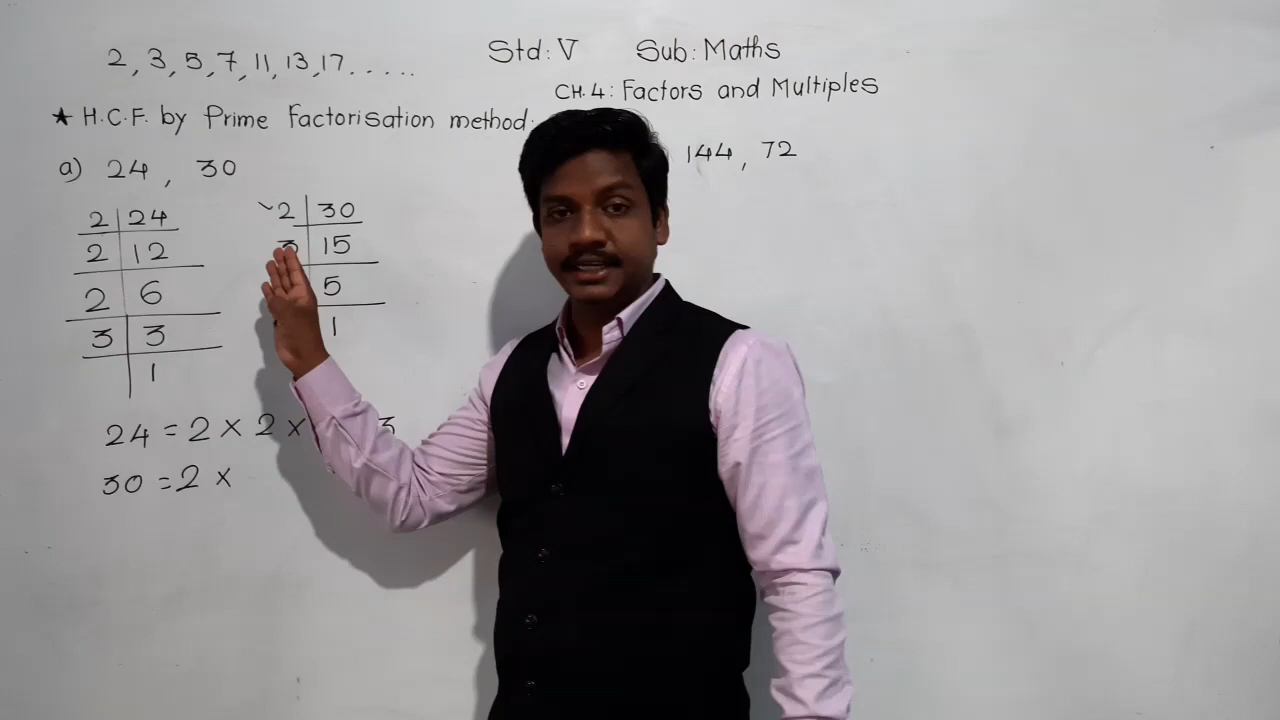 2, 3, 5, 7, 11, 13, 17.....
Std: V Sub: Maths
CH. 4: Factors and Multiples
★ H.C.F. by Prime Factorisation method:
a) 24, 30
144, 72
2 24
2 12
2 6
3 3
1
2 30
3 15
5
1
24 = 2 × 2 × 3
30 = 2 ×